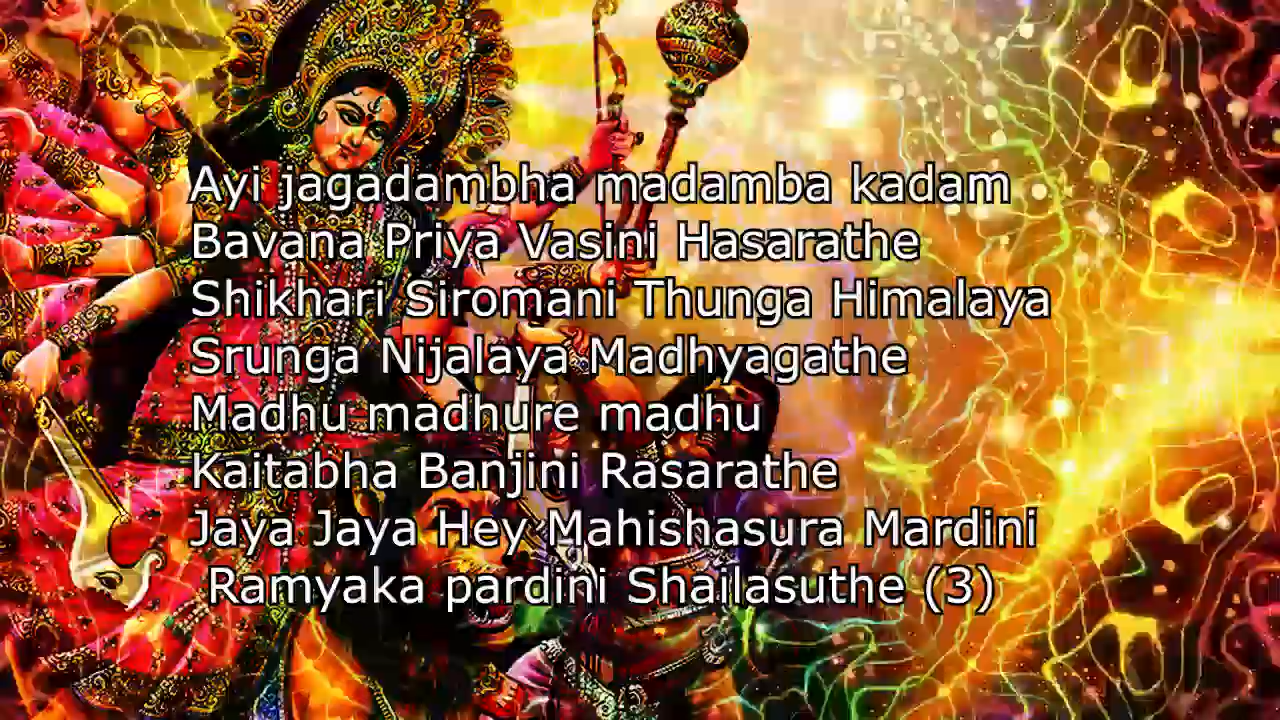 Ayi jagadambha madamba kadam
Bavana Priya Vasini Hasarathe
Shikhari Siromani Thunga Himalaya
Srunga Nijalaya Madhyagathe
Madhu madhure madhu
Kaitabha Banjini Rasarathe
Jaya Jaya Hey Mahishasura Mardini
Ramyaka pardini Shailasuthe (3)